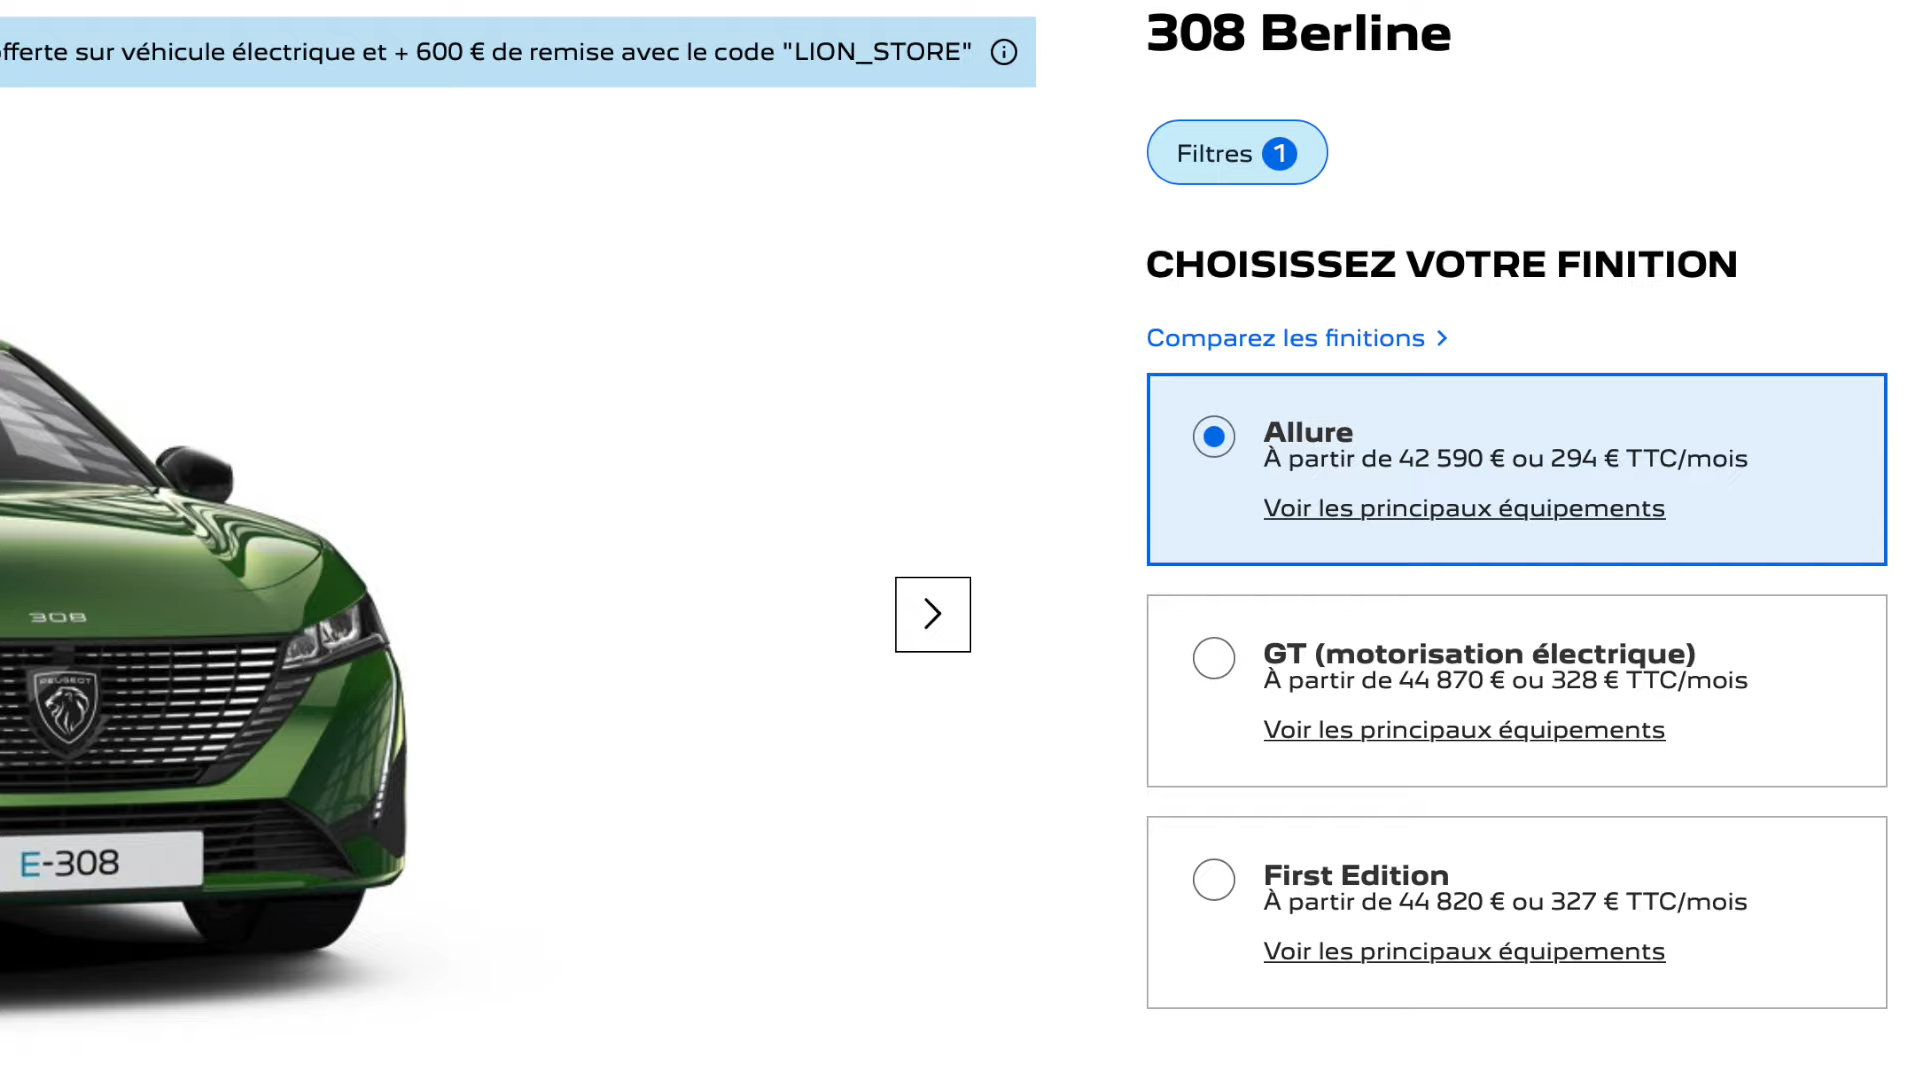 offerte sur véhicule électrique et + 600 € de remise avec le code "LION_STORE"
308 Berline
Filtres 1
CHOISISSEZ VOTRE FINITION
Comparez les finitions
Allure
À partir de 42 590 € ou 294 € TTC/mois
Voir les principaux équipements
GT (motorisation électrique)
À partir de 44 870 € ou 328 € TTC/mois
Voir les principaux équipements
First Edition
À partir de 44 820 € ou 327 € TTC/mois
Voir les principaux équipements
308
PEUGEOT
E-308